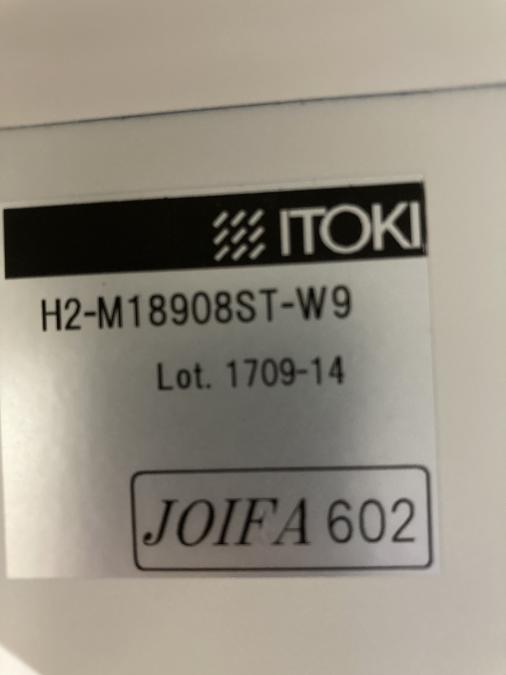 ITOKI
H2-M18908ST-W9
Lot. 1709-14
JOIFA 602